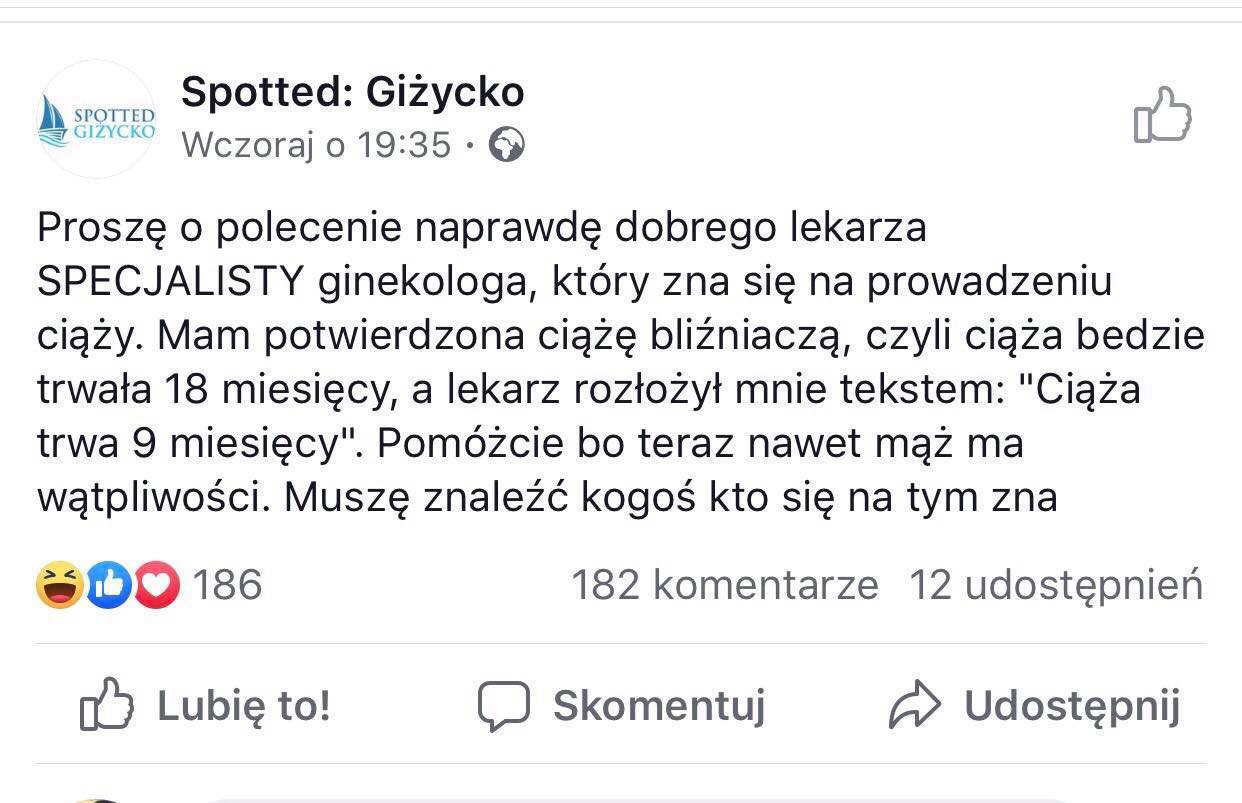 SPOTTED
GIŻYCKO
Spotted: Giżycko
Wczoraj o 19:35 ·
Proszę o polecenie naprawdę dobrego lekarza
SPECJALISTY ginekologa, który zna się na prowadzeniu
ciąży. Mam potwierdzona ciążę bliźniaczą, czyli ciąża bedzie
trwała 18 miesięcy, a lekarz rozłożył mnie tekstem: "Ciąża
trwa 9 miesięcy". Pomóżcie bo teraz nawet mąż ma
wątpliwości. Muszę znaleźć kogoś kto się na tym zna
186 182 komentarze 12 udostępnień
Lubię to! Skomentuj Udostępnij